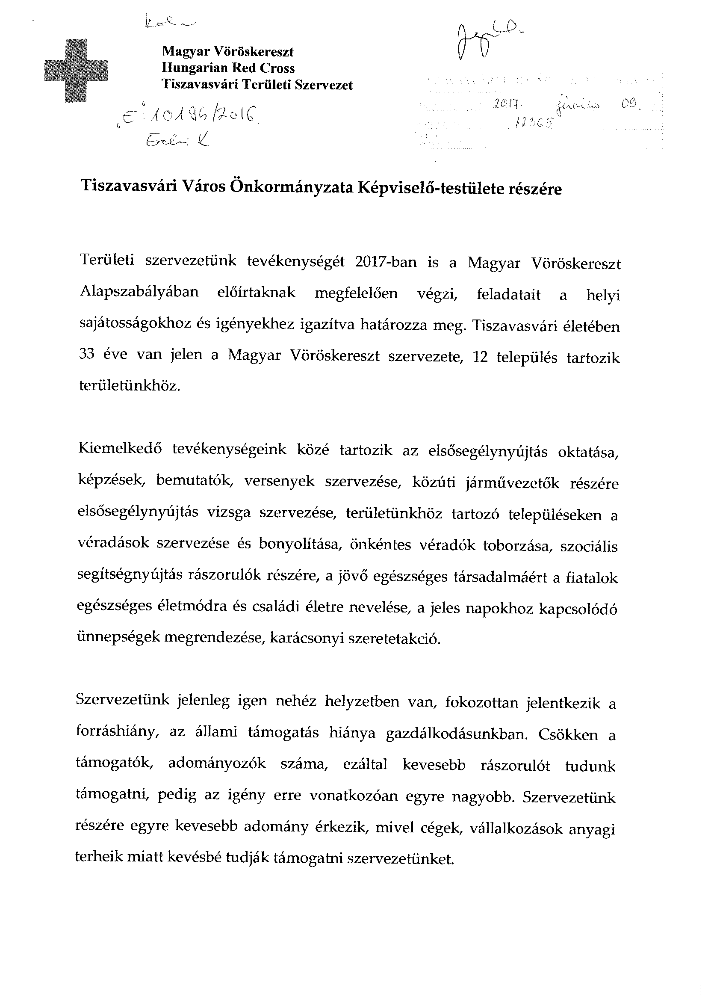 Magyar Vöröskereszt
Hungarian Red Cross
Tiszavasvári Területi Szervezet
2017. június 09.
„E": 10194/2016.
12365
Tiszavasvári Város Önkormányzata Képviselő-testülete részére
Területi szervezetünk tevékenységét 2017-ban is a Magyar Vöröskereszt
Alapszabályában előírtaknak megfelelően végzi, feladatait a helyi
sajátosságokhoz és igényekhez igazítva határozza meg. Tiszavasvári életében
33 éve van jelen a Magyar Vöröskereszt szervezete, 12 település tartozik
területünkhöz.
Kiemelkedő tevékenységeink közé tartozik az elsősegélynyújtás oktatása,
képzések, bemutatók, versenyek szervezése, közúti járművezetők részére
elsősegélynyújtás vizsga szervezése, területünkhöz tartozó településeken a
véradások szervezése és bonyolítása, önkéntes véradók toborzása, szociális
segítségnyújtás rászorulók részére, a jövő egészséges társadalmáért a fiatalok
egészséges életmódra és családi életre nevelése, a jeles napokhoz kapcsolódó
ünnepségek megrendezése, karácsonyi szeretetakció.
Szervezetünk jelenleg igen nehéz helyzetben van, fokozottan jelentkezik a
forráshiány, az állami támogatás hiánya gazdálkodásunkban. Csökken a
támogatók, adományozók száma, ezáltal kevesebb rászorulót tudunk
támogatni, pedig az igény erre vonatkozóan egyre nagyobb. Szervezetünk
részére egyre kevesebb adomány érkezik, mivel cégek, vállalkozások anyagi
terheik miatt kevésbé tudják támogatni szervezetünket.